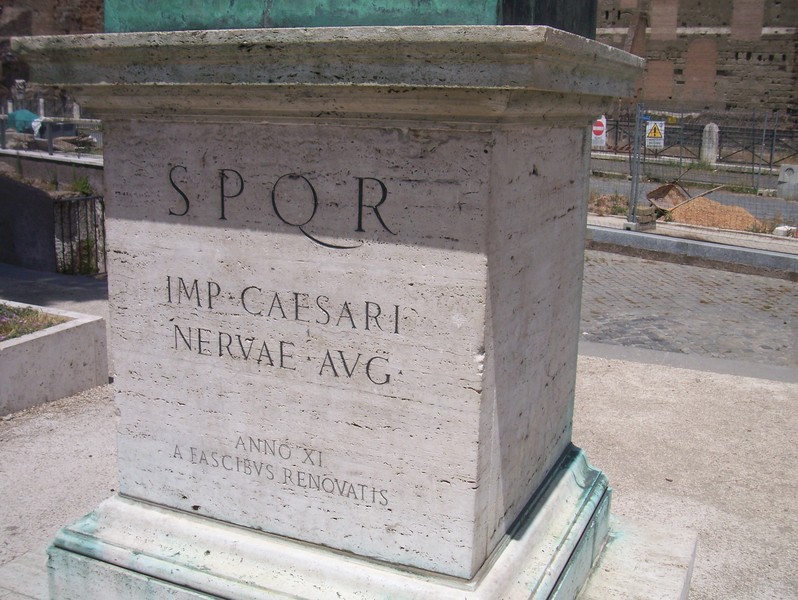 SPQR
IMP·CAESARI
NERVAE·AVG·
ANNO XI
A FASCIBVS RENOVATIS